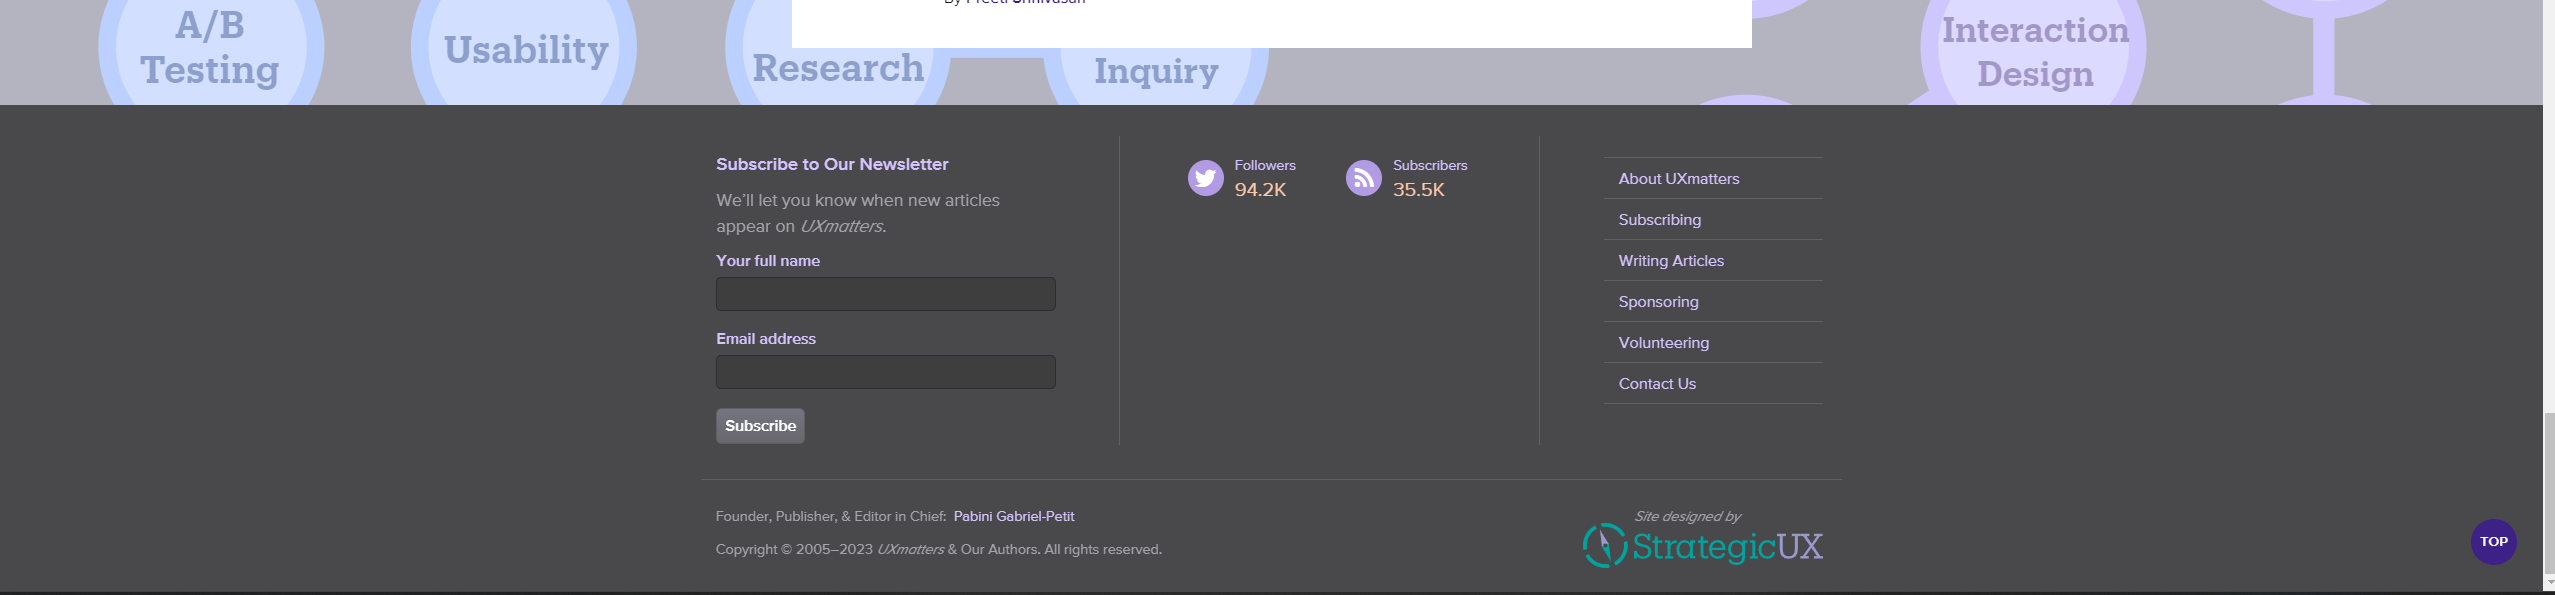 By Preeti Srinivasan
A/B
Testing
Usability
Research
Inquiry
Interaction
Design
Subscribe to Our Newsletter
We’ll let you know when new articles
appear on UXmatters.
Your full name
Email address
Subscribe
Followers
94.2K
Subscribers
35.5K
About UXmatters
Subscribing
Writing Articles
Sponsoring
Volunteering
Contact Us
Founder, Publisher, & Editor in Chief: Pabini Gabriel-Petit
Copyright © 2005–2023 UXmatters & Our Authors. All rights reserved.
Site designed by
StrategicUX
TOP